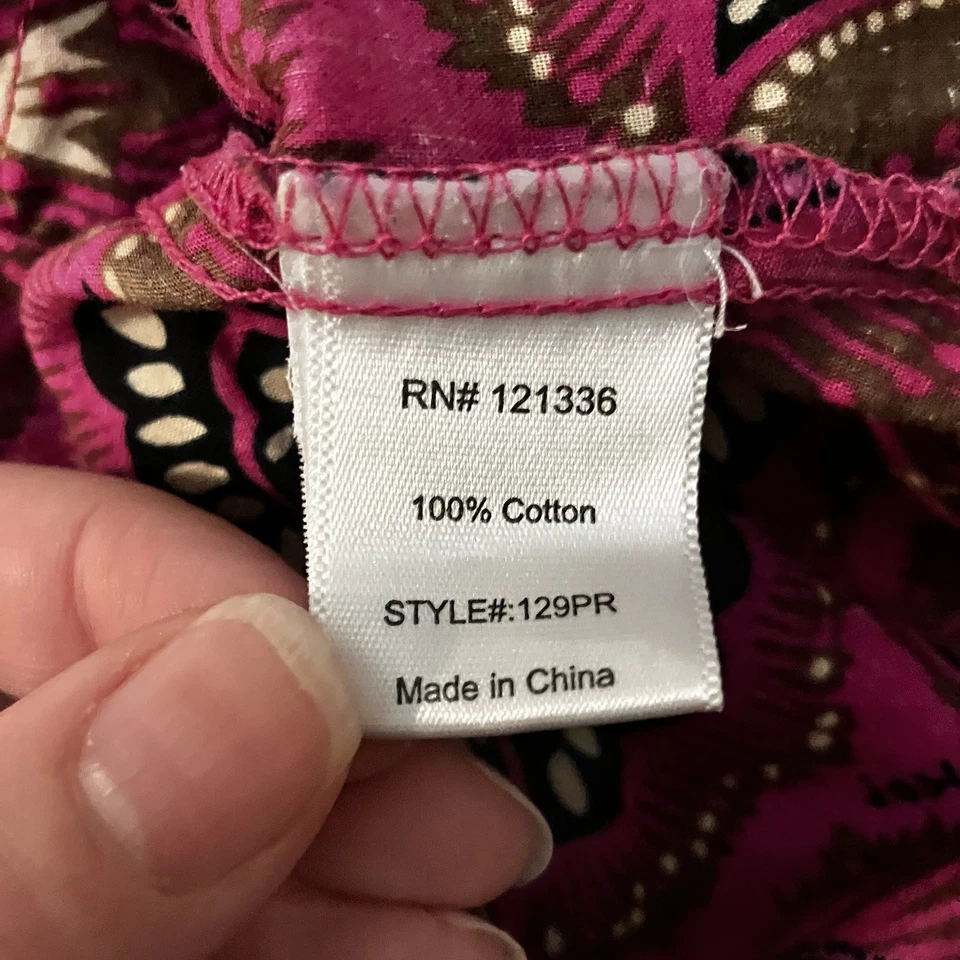 RN# 121336
100% Cotton
STYLE#:129PR
Made in China